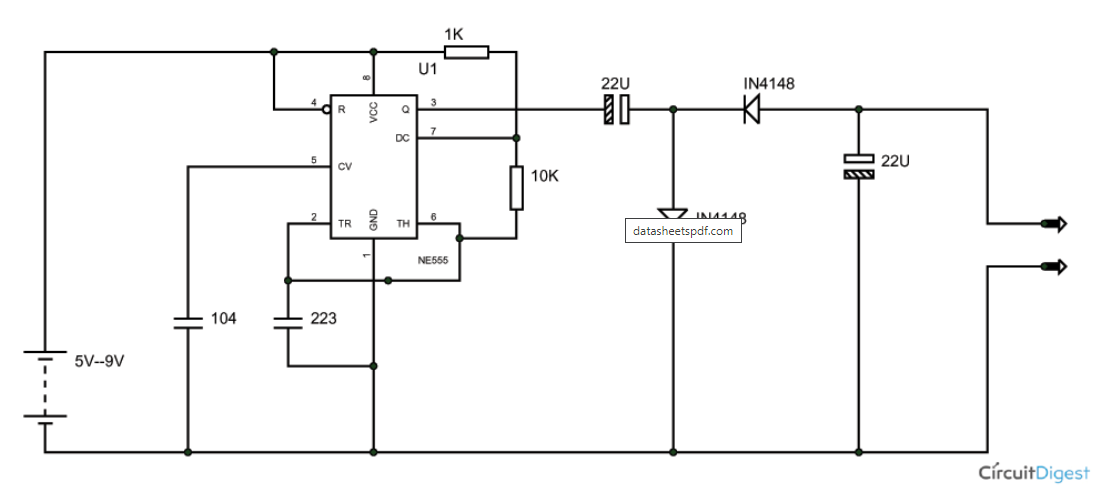 1K
U1
22U
IN4148
8
4
R
VCC
Q
3
DC
7
5
CV
10K
22U
2
TR
GND
TH
6
IN4148
datasheetspdf.com
1
NE555
104
223
5V--9V
CIRCUITDIGEST